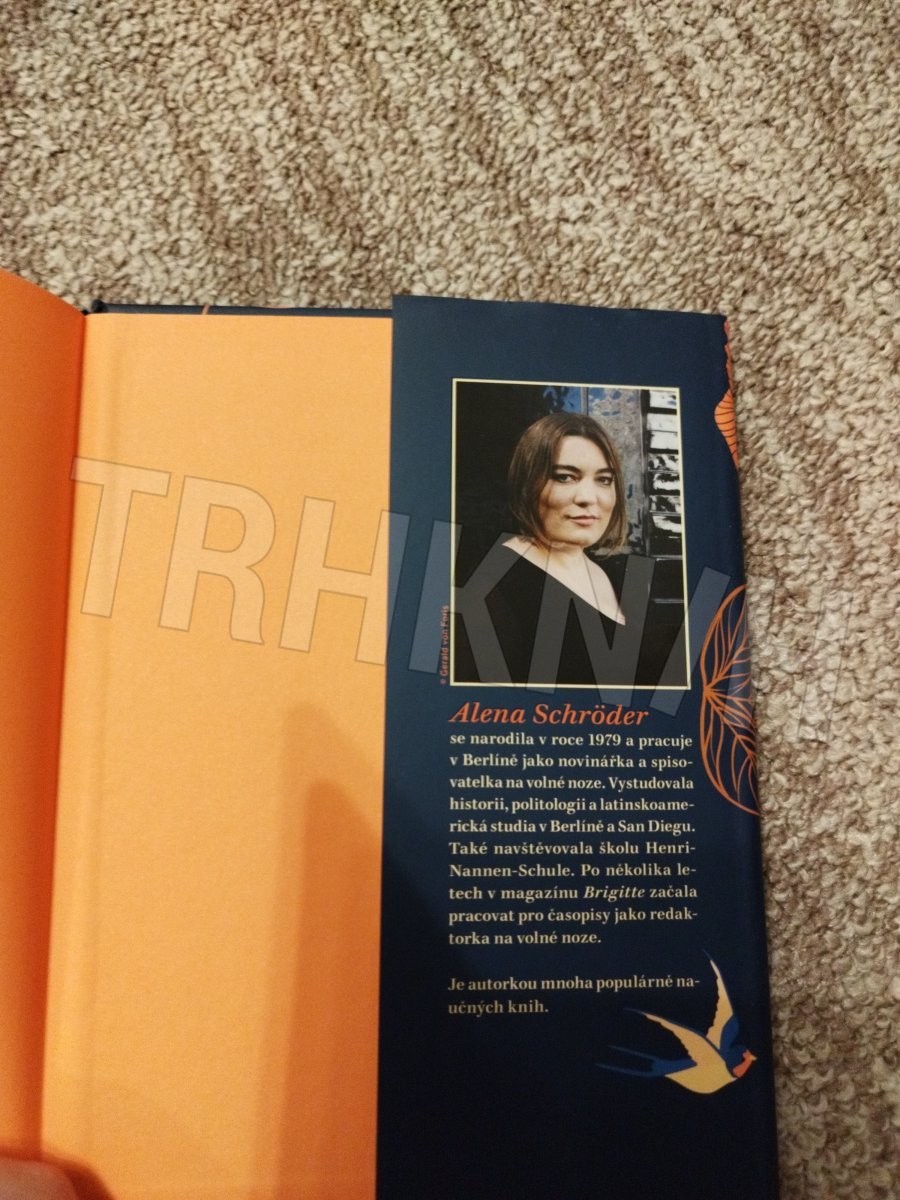 TRHKNIH
© Gerald von Foris
Alena Schröder
se narodila v roce 1979 a pracuje
v Berlíně jako novinářka a spiso-
vatelka na volné noze. Vystudovala
historii, politologii a latinskoame-
rická studia v Berlíně a San Diegu.
Také navštěvovala školu Henri-
Nannen-Schule. Po několika le-
tech v magazínu Brigitte začala
pracovat pro časopisy jako redak-
torka na volné noze.
Je autorkou mnoha populárně na-
učných knih.